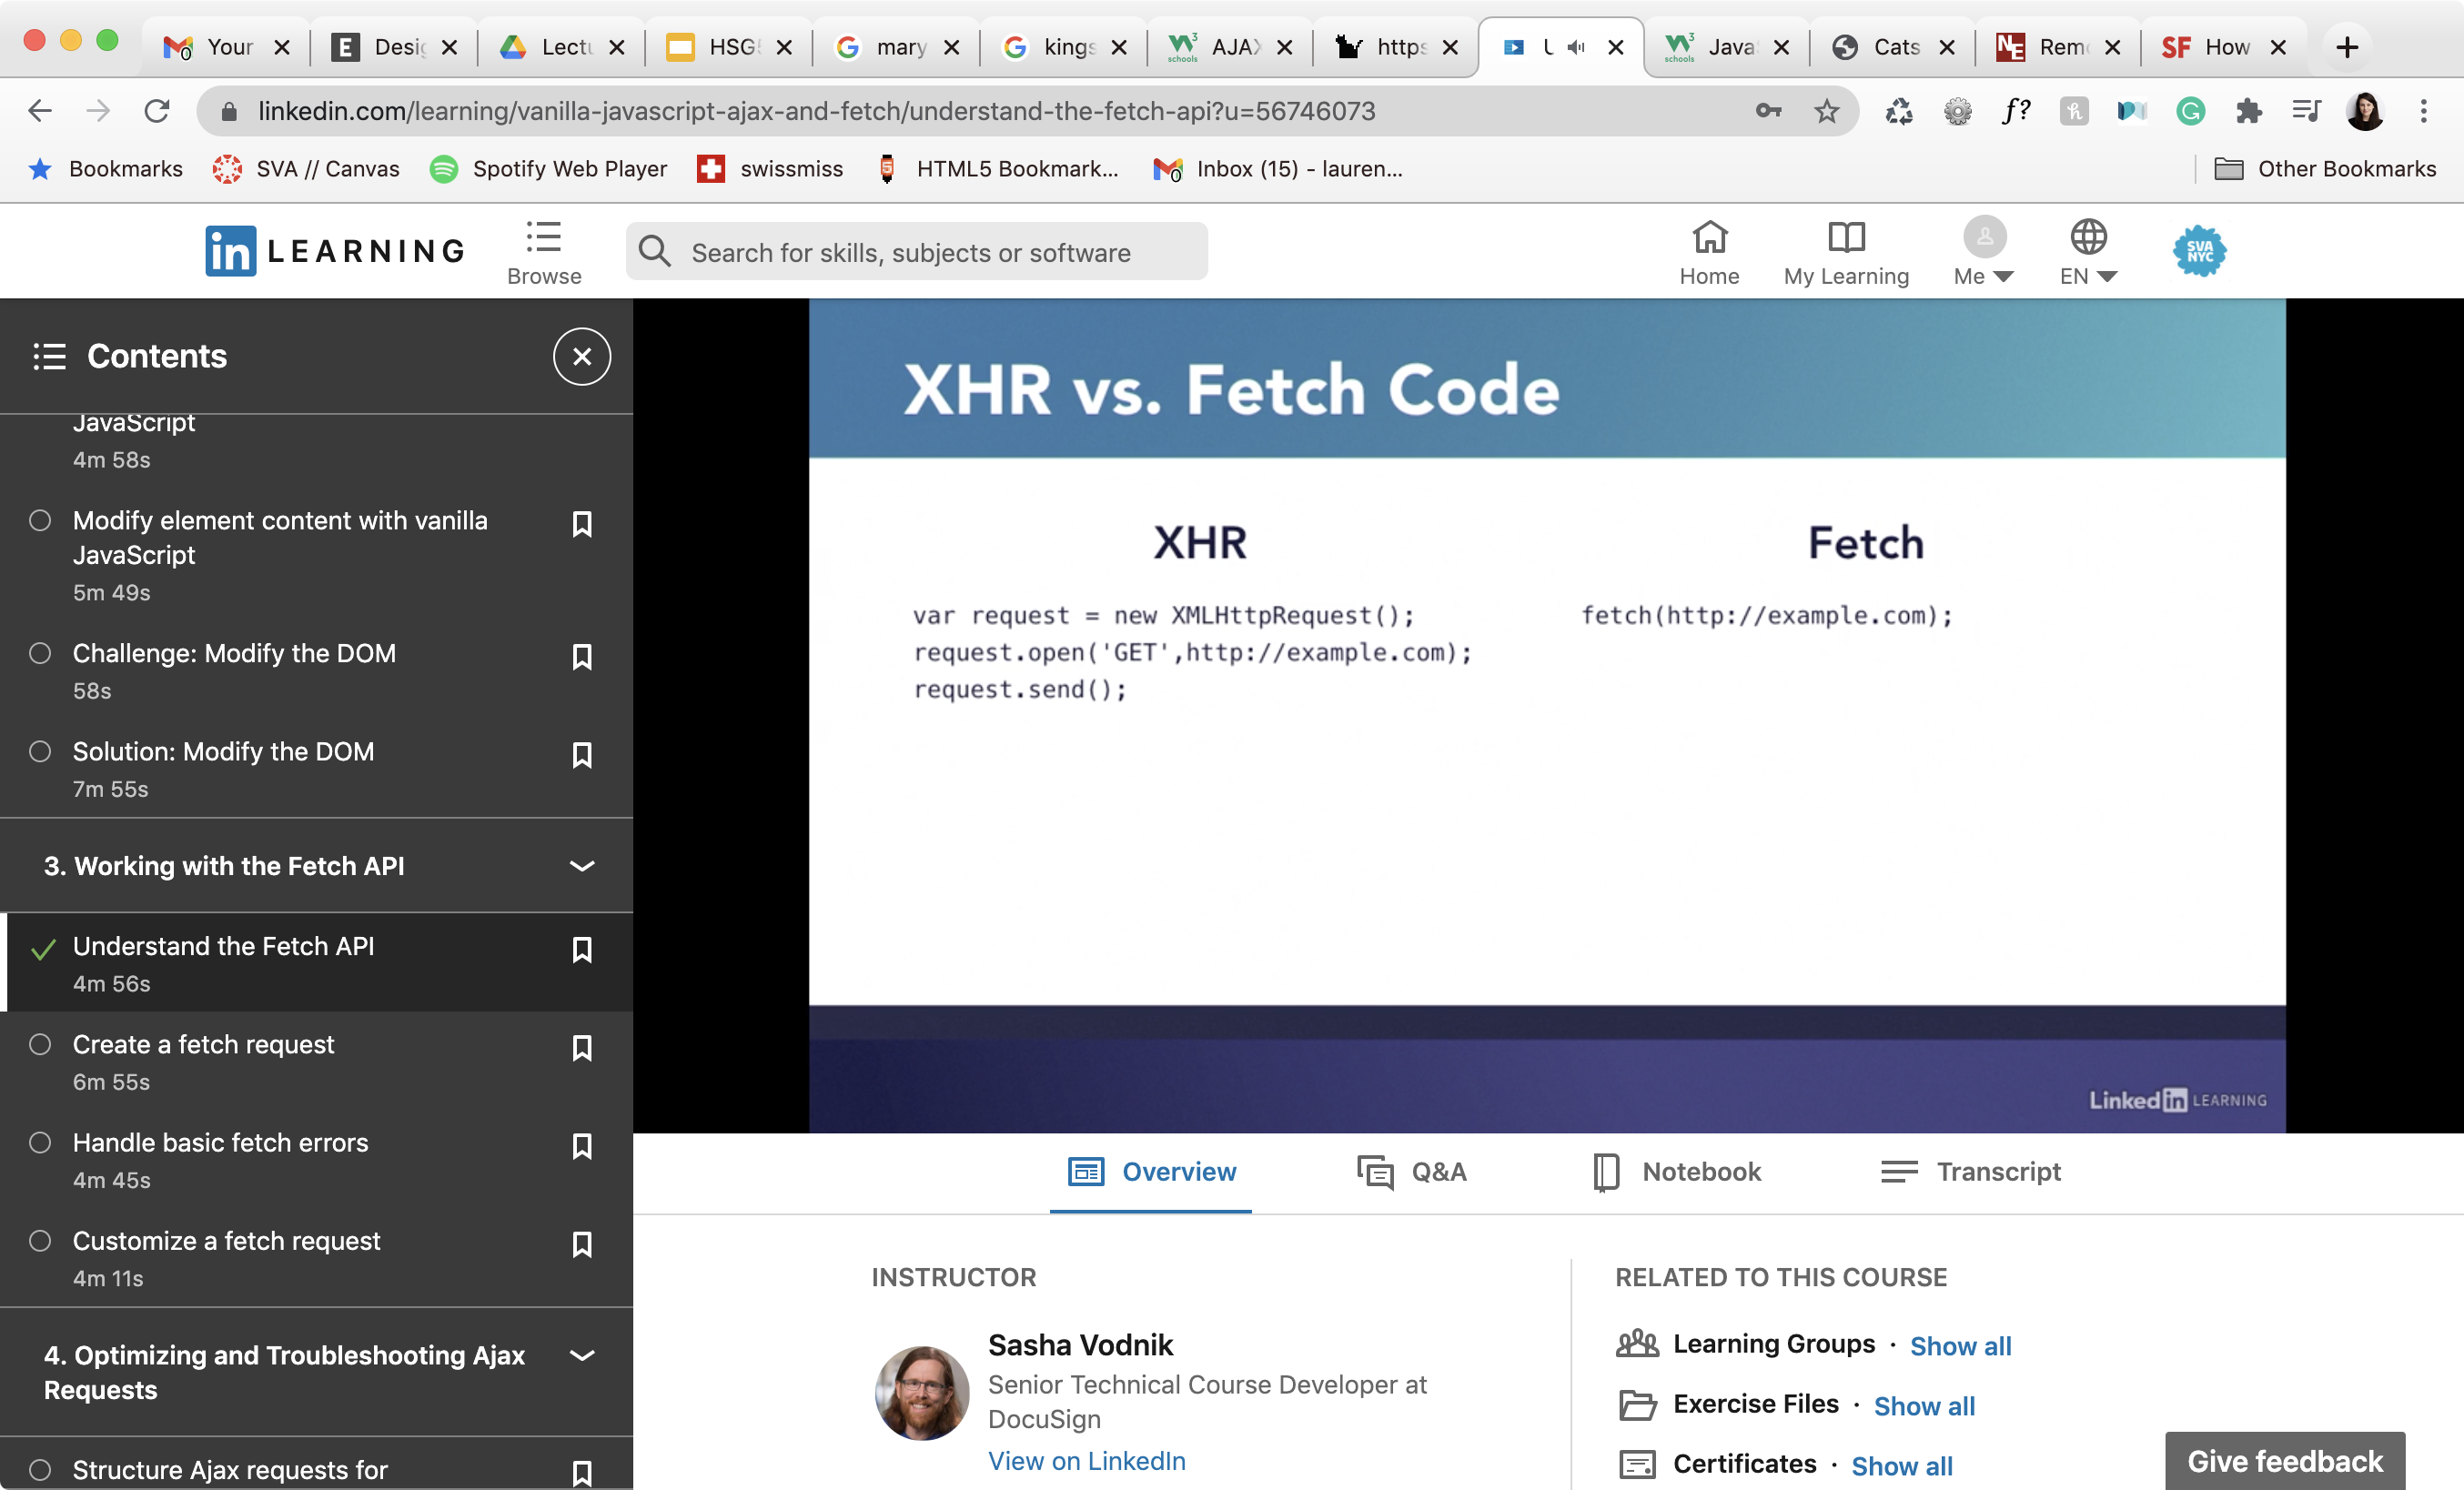 Your
Desig
Lectu
HSG
mary
kings
AJAX
https
Java
Cats
NE Rem
SF How
linkedin.com/learning/vanilla-javascript-ajax-and-fetch/understand-the-fetch-api?u=56746073
f?
Bookmarks
SVA // Canvas
Spotify Web Player
swissmiss
HTML5 Bookmark...
Inbox (15) - lauren...
Other Bookmarks
in LEARNING
Browse
Search for skills, subjects or software
Home
My Learning
Me
EN
SVA
NYC
Contents
JavaScript
4m 58s
Modify element content with vanilla
JavaScript
5m 49s
Challenge: Modify the DOM
58s
Solution: Modify the DOM
7m 55s
3. Working with the Fetch API
Understand the Fetch API
4m 56s
Create a fetch request
6m 55s
Handle basic fetch errors
4m 45s
Customize a fetch request
4m 11s
4. Optimizing and Troubleshooting Ajax
Requests
Structure Ajax requests for
XHR vs. Fetch Code
XHR
var request = new XMLHttpRequest();
request.open('GET',http://example.com);
request.send();
Fetch
fetch(http://example.com);
LinkedIn LEARNING
Overview
Q&A
Notebook
Transcript
INSTRUCTOR
Sasha Vodnik
Senior Technical Course Developer at
DocuSign
View on LinkedIn
RELATED TO THIS COURSE
Learning Groups · Show all
Exercise Files · Show all
Certificates · Show all
Give feedback